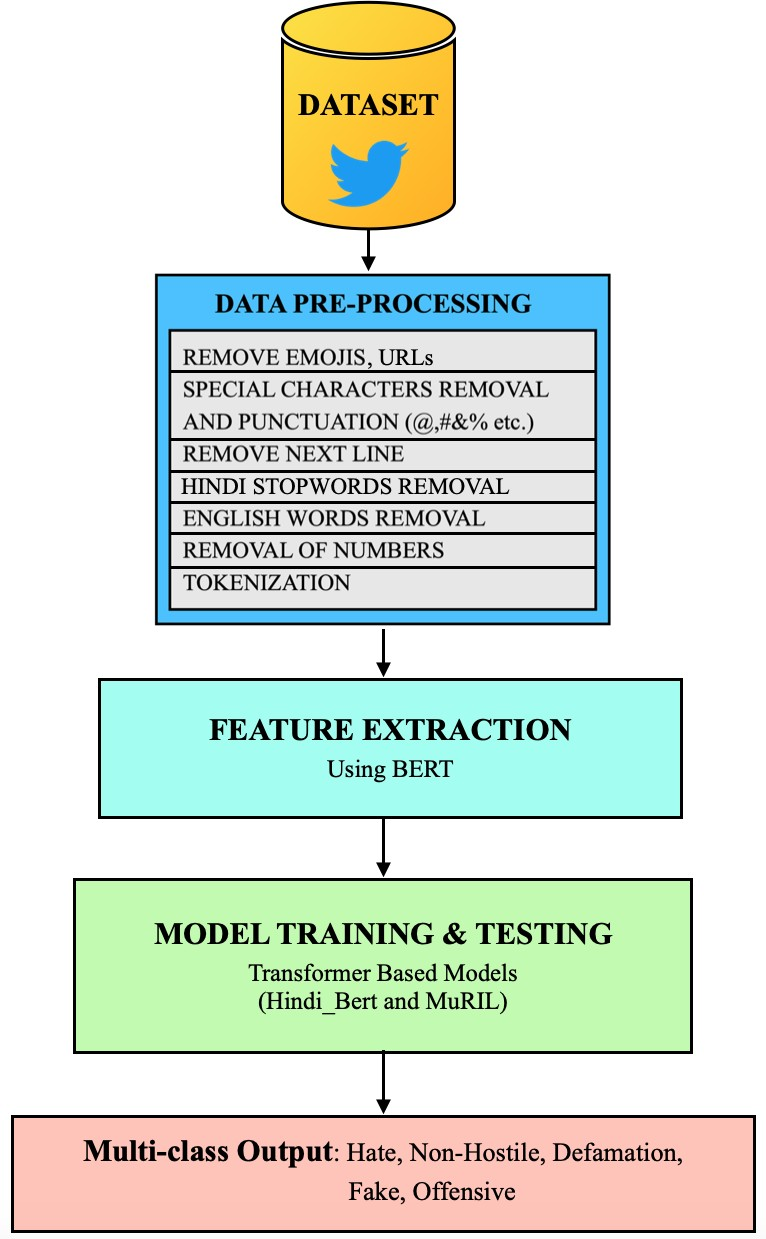 DATASET
DATA PRE-PROCESSING
REMOVE EMOJIS, URLs
SPECIAL CHARACTERS REMOVAL
AND PUNCTUATION (@,#&% etc.)
REMOVE NEXT LINE
HINDI STOPWORDS REMOVAL
ENGLISH WORDS REMOVAL
REMOVAL OF NUMBERS
TOKENIZATION
FEATURE EXTRACTION
Using BERT
MODEL TRAINING & TESTING
Transformer Based Models
(Hindi_Bert and MuRIL)
Multi-class Output: Hate, Non-Hostile, Defamation,
Fake, Offensive